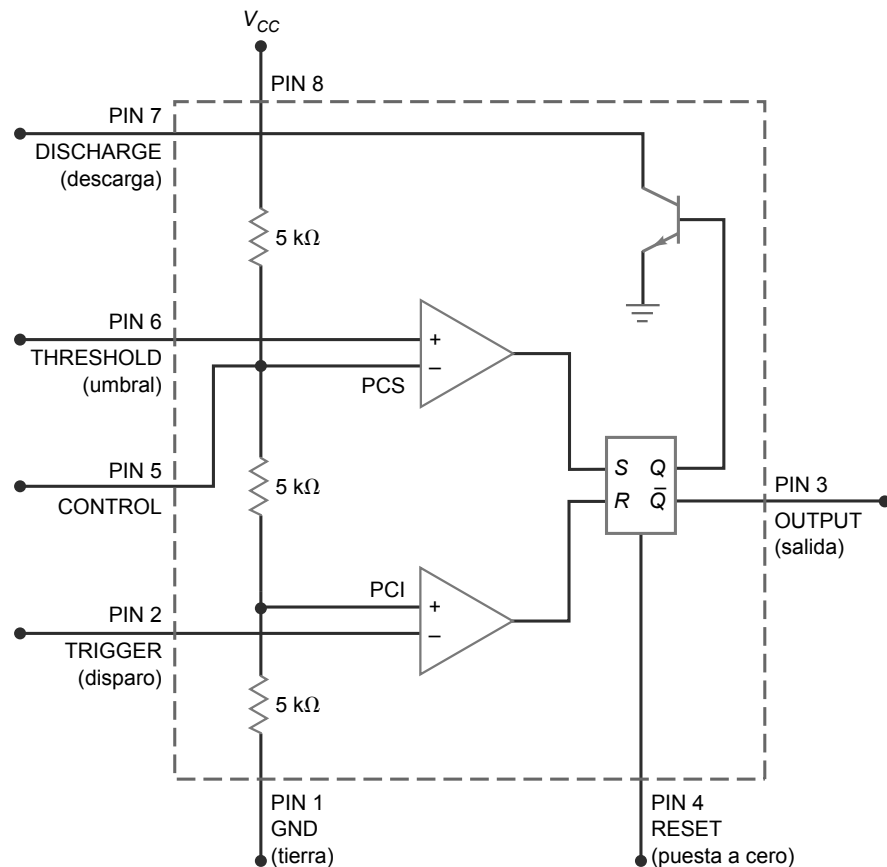 V_CC
PIN 8
PIN 7
DISCHARGE
(descarga)
5 kΩ
PIN 6
THRESHOLD
(umbral)
+
–
PCS
PIN 5
CONTROL
5 kΩ
S Q
R Q̅
PIN 3
OUTPUT
(salida)
PCI
+
–
PIN 2
TRIGGER
(disparo)
5 kΩ
PIN 1
GND
(tierra)
PIN 4
RESET
(puesta a cero)